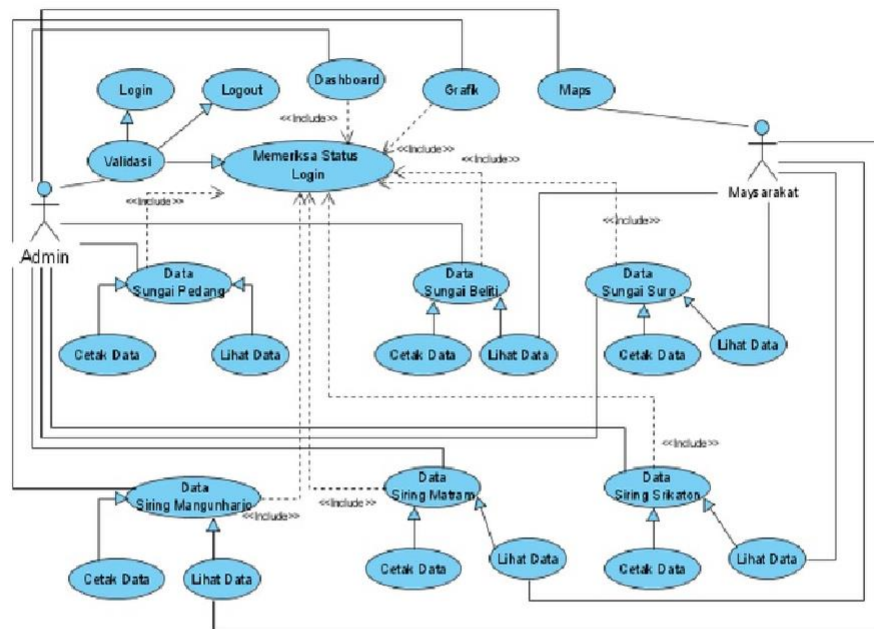 Dashboard
Grafik
Maps
Login
Logout
<<Include>>
<<Include>>
<<Include>>
Validasi
Memeriksa Status
Login
<<Include>>
<<Include>>
Maysarakat
Admin
Data
Sungai Pedang
Data
Sungai Beliti
Data
Sungai Suro
Cetak Data
Lihat Data
Cetak Data
Lihat Data
Cetak Data
Lihat Data
<<Include>>
Data
Siring Mangunharjo
<<Include>>
Data
Siring Matram
<<Include>>
Data
Siring Srikaton
Cetak Data
Lihat Data
Cetak Data
Lihat Data
Cetak Data
Lihat Data